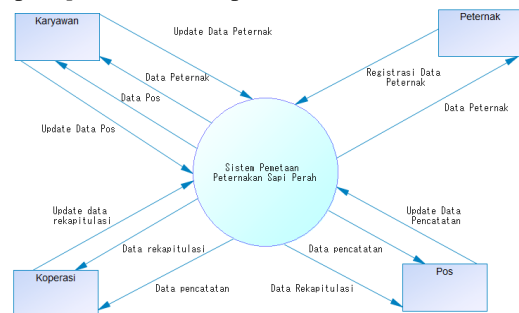 Karyawan
Peternak
Update Data Peternak
Registrasi Data
Peternak
Data Peternak
Data Pos
Data Peternak
Update Data Pos
Sistem Pemetaan
Peternakan Sapi Perah
Update data
rekapitulasi
Update Data
Pencatatan
Data rekapitulasi
Data pencatatan
Koperasi
Pos
Data pencatatan
Data Rekapitulasi